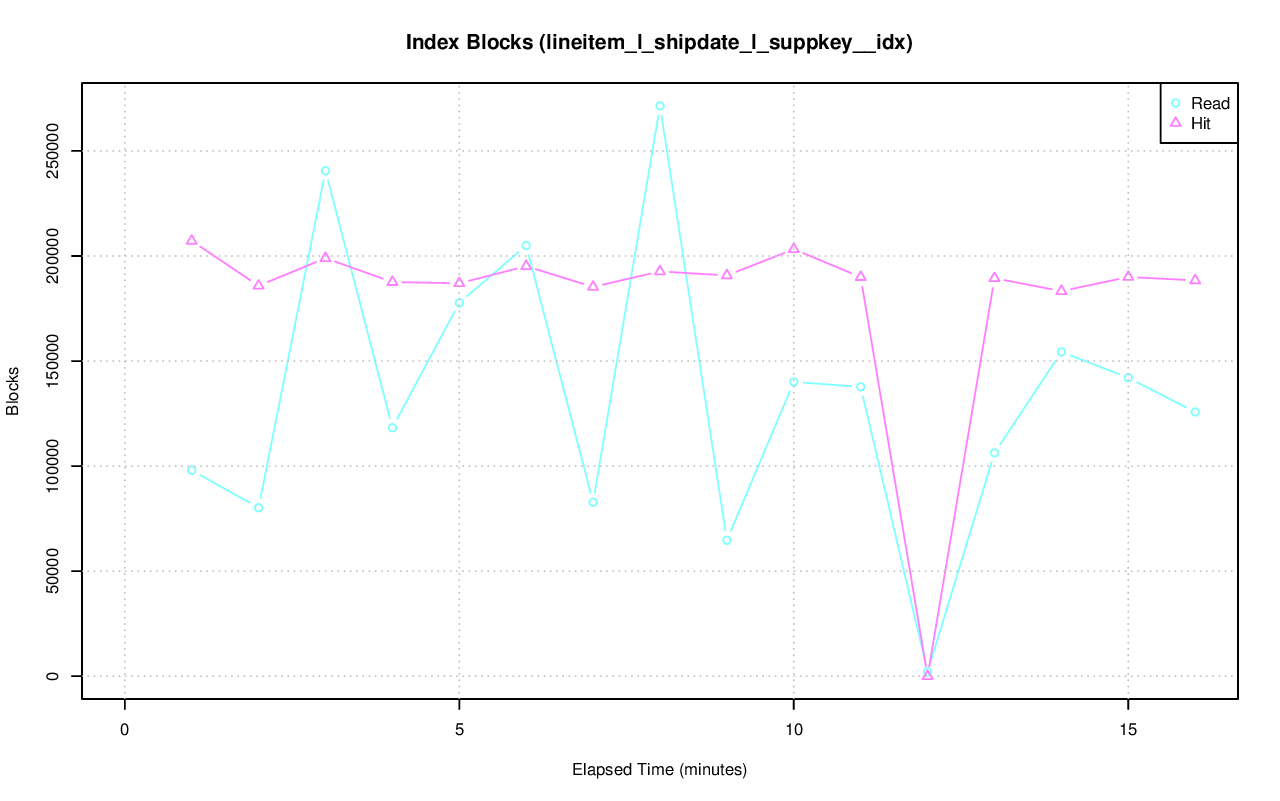 Index Blocks (lineitem_l_shipdate_l_suppkey__idx)
Read
Hit
Blocks
250000
200000
150000
100000
50000
0
0 5 10 15
Elapsed Time (minutes)